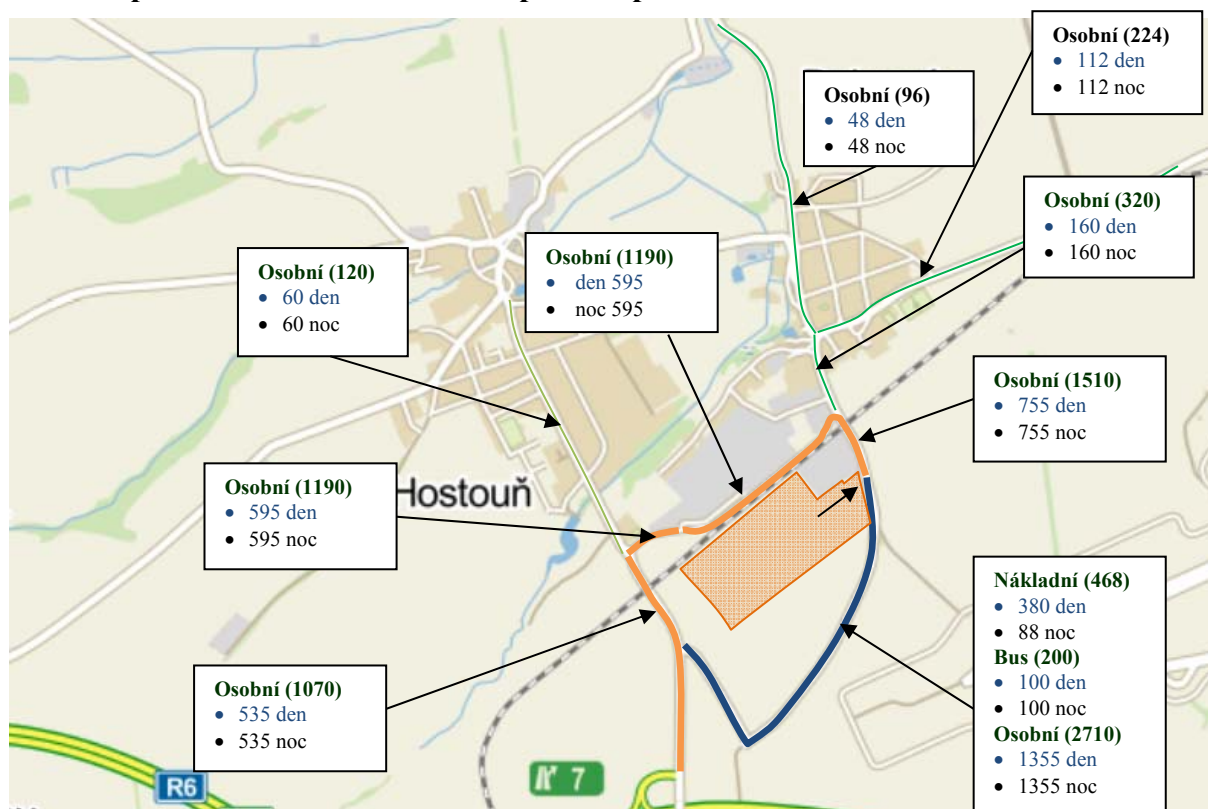 Osobní (224)
• 112 den
• 112 noc
Osobní (96)
• 48 den
• 48 noc
Osobní (320)
• 160 den
• 160 noc
Osobní (1190)
• den 595
• noc 595
Osobní (120)
• 60 den
• 60 noc
Osobní (1510)
• 755 den
• 755 noc
Hostouň
Osobní (1190)
• 595 den
• 595 noc
Nákladní (468)
• 380 den
• 88 noc
Bus (200)
• 100 den
• 100 noc
Osobní (2710)
• 1355 den
• 1355 noc
Osobní (1070)
• 535 den
• 535 noc
R6
7